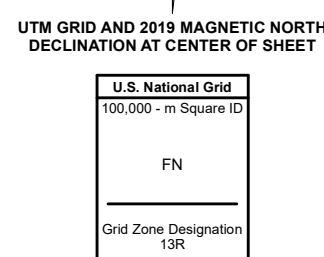 UTM GRID AND 2019 MAGNETIC NORTH
DECLINATION AT CENTER OF SHEET
U.S. National Grid
100,000 - m Square ID
FN
Grid Zone Designation
13R